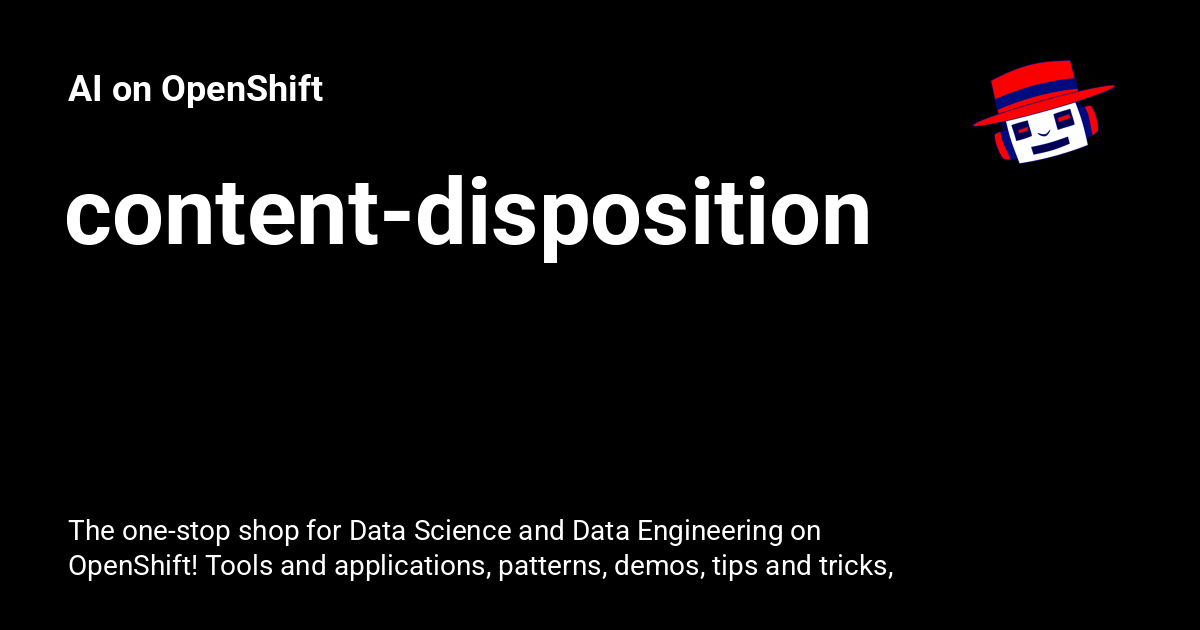 AI on OpenShift
content-disposition
The one-stop shop for Data Science and Data Engineering on
OpenShift! Tools and applications, patterns, demos, tips and tricks,